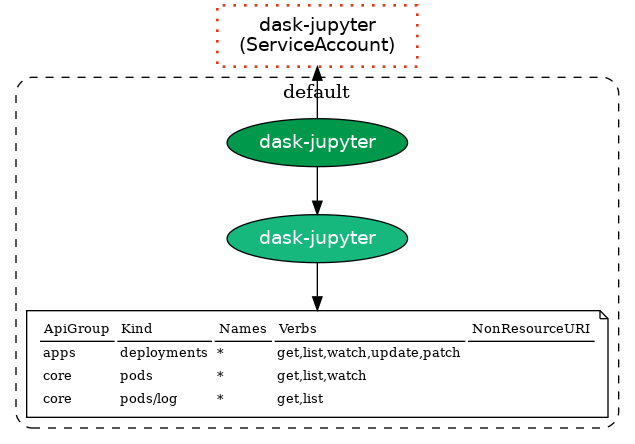 dask-jupyter
(ServiceAccount)
default
dask-jupyter
dask-jupyter
ApiGroup Kind Names Verbs NonResourceURI
apps deployments * get,list,watch,update,patch
core pods * get,list,watch
core pods/log * get,list